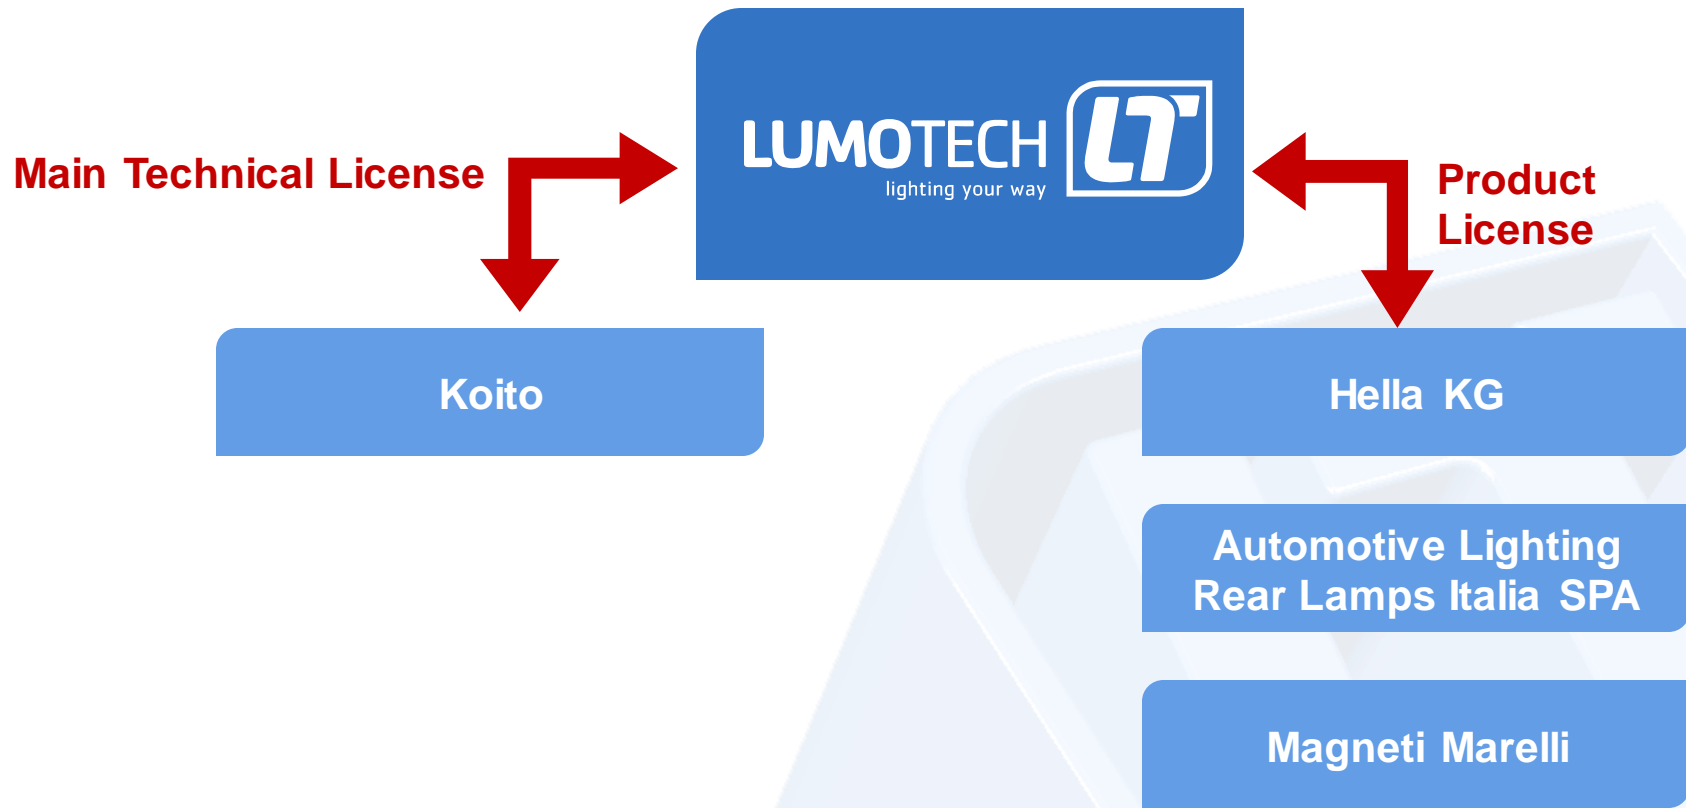 LUMOTECH LT
lighting your way
Main Technical License
Product
License
Koito
Hella KG
Automotive Lighting
Rear Lamps Italia SPA
Magneti Marelli